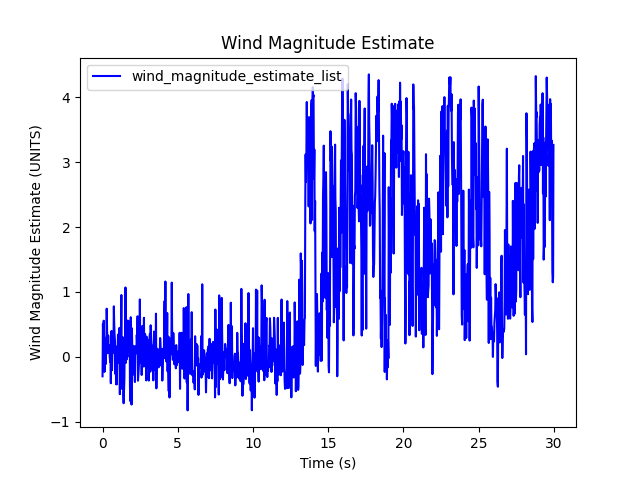 Wind Magnitude Estimate
wind_magnitude_estimate_list
Wind Magnitude Estimate (UNITS)
4
3
2
1
0
−1
0 5 10 15 20 25 30
Time (s)